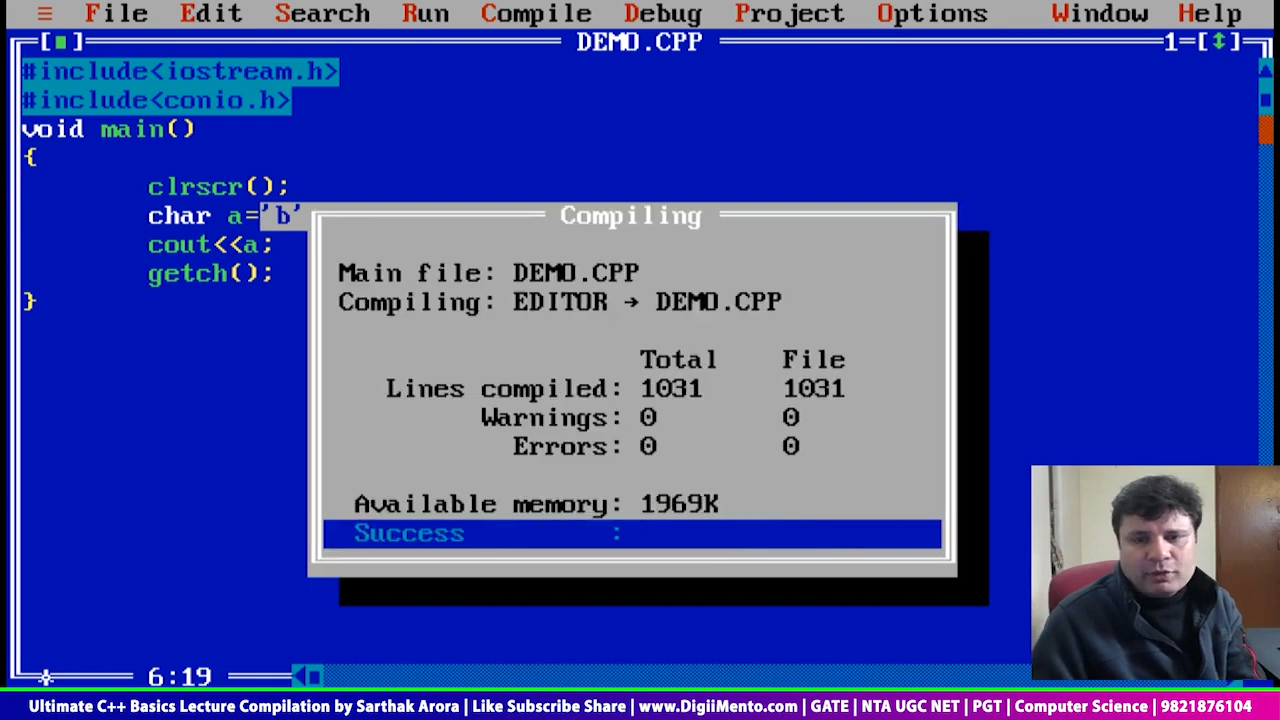 ≡ File Edit Search Run Compile Debug Project Options Window Help
[■] DEMO.CPP 1=[↕]
#include<iostream.h>
#include<conio.h>
void main()
{
clrscr();
char a='b'
cout<<a;
getch();
}
Compiling
Main file: DEMO.CPP
Compiling: EDITOR → DEMO.CPP
Total File
Lines compiled: 1031 1031
Warnings: 0 0
Errors: 0 0
Available memory: 1969K
Success :
6:19
Ultimate C++ Basics Lecture Compilation by Sarthak Arora | Like Subscribe Share | www.DigiiMento.com | GATE | NTA UGC NET | PGT | Computer Science | 9821876104